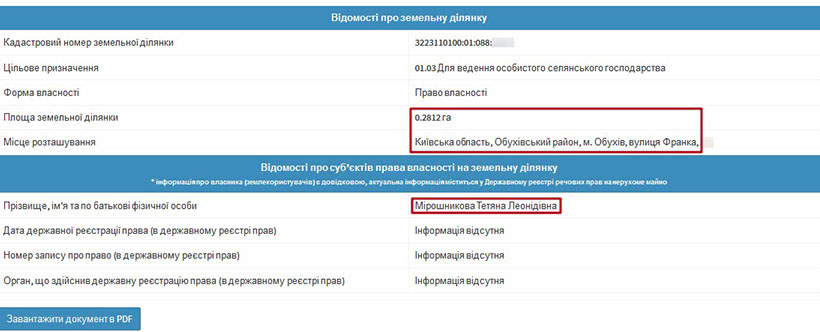 Відомості про земельну ділянку
Кадастровий номер земельної ділянки 3223110100:01:088:
Цільове призначення 01.03 Для ведення особистого селянського господарства
Форма власності Право власності
Площа земельної ділянки 0.2812 га
Місце розташування Київська область, Обухівський район, м. Обухів, вулиця Франка,
Відомості про суб'єктів права власності на земельну ділянку
* інформація про власника (землекористувачів) є довідковою, актуальна інформація міститься у Державному реєстрі речових прав на нерухоме майно
Прізвище, ім'я та по батькові фізичної особи Мірошникова Тетяна Леонідівна
Дата державної реєстрації права (в державному реєстрі прав) Інформація відсутня
Номер запису про право (в державному реєстрі прав) Інформація відсутня
Орган, що здійснив державну реєстрацію права (в державному реєстрі прав) Інформація відсутня
Завантажити документ в PDF